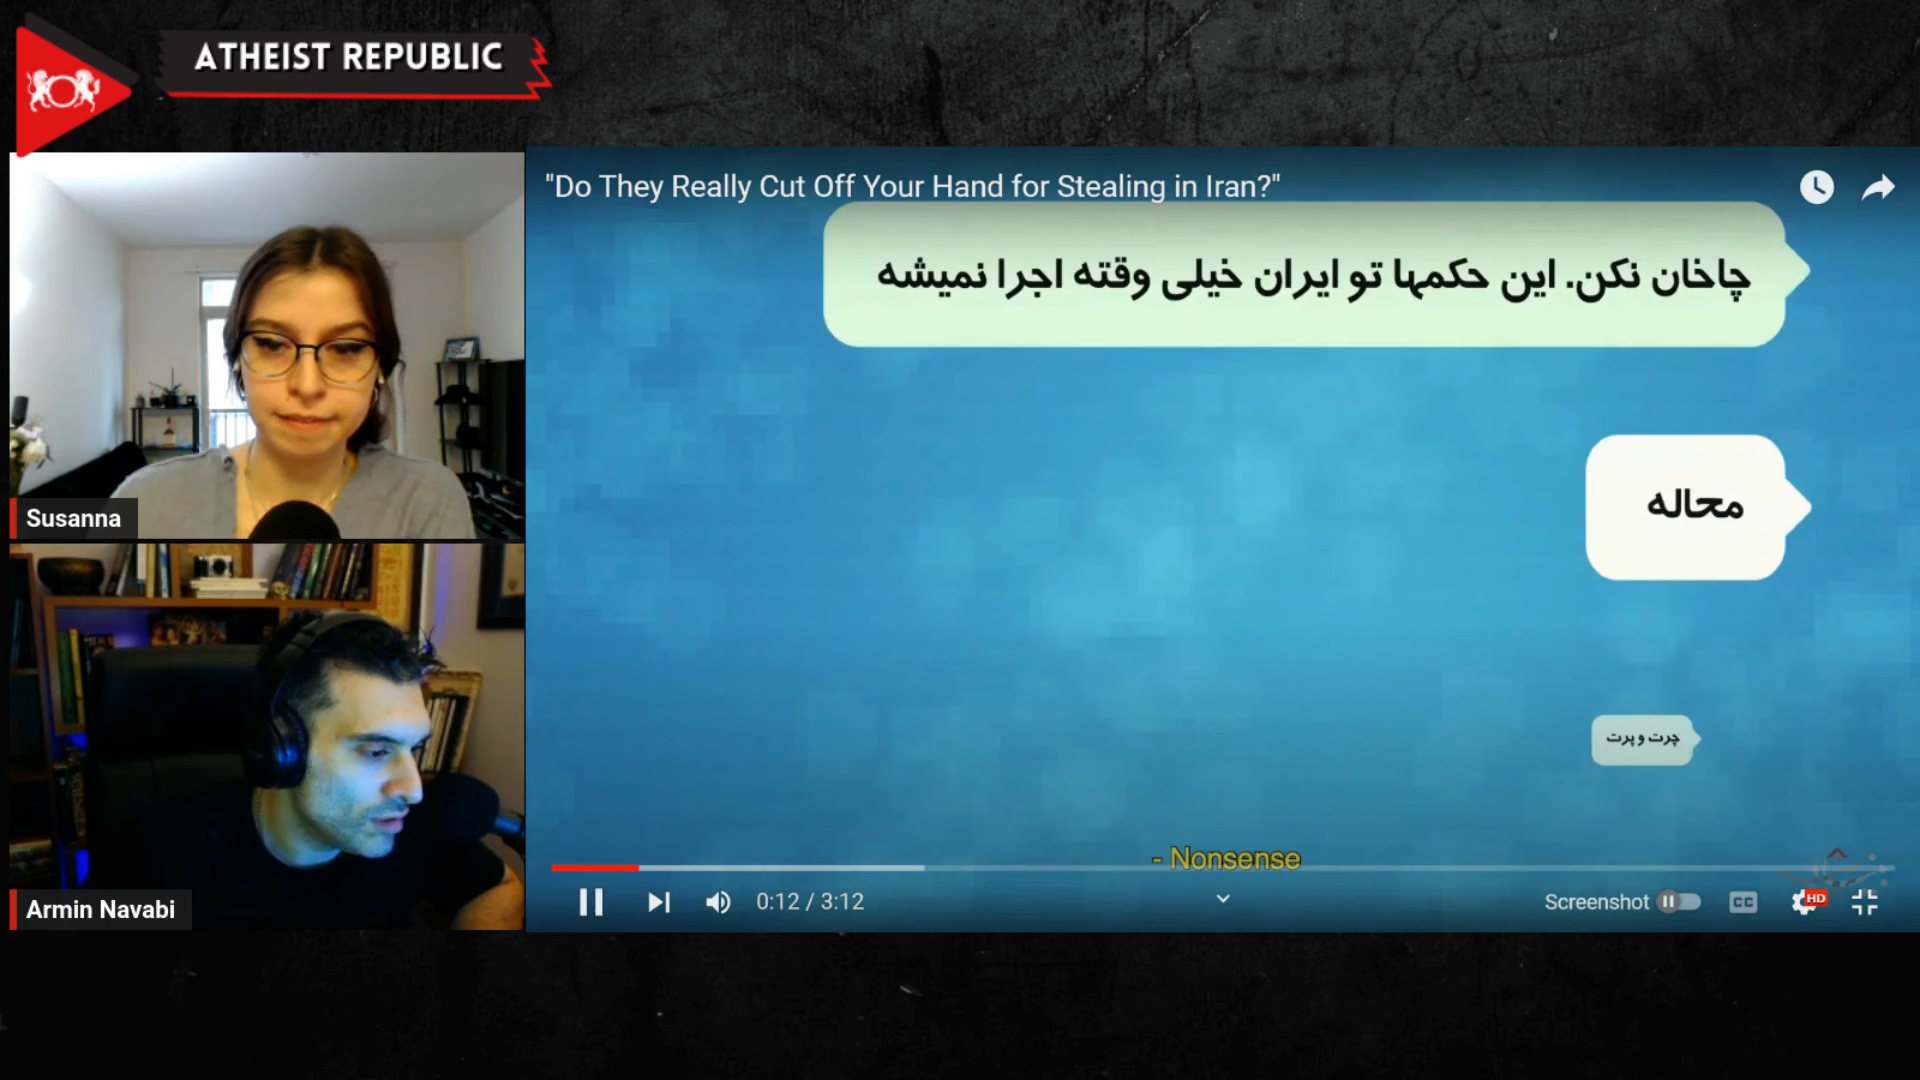 ATHEIST REPUBLIC
"Do They Really Cut Off Your Hand for Stealing in Iran?"
چاخان نکن. این حکمها تو ایران خیلی وقته اجرا نمیشه
محاله
Susanna
چرت و پرت
- Nonsense
0:12 / 3:12
Screenshot
CC
HD
Armin Navabi